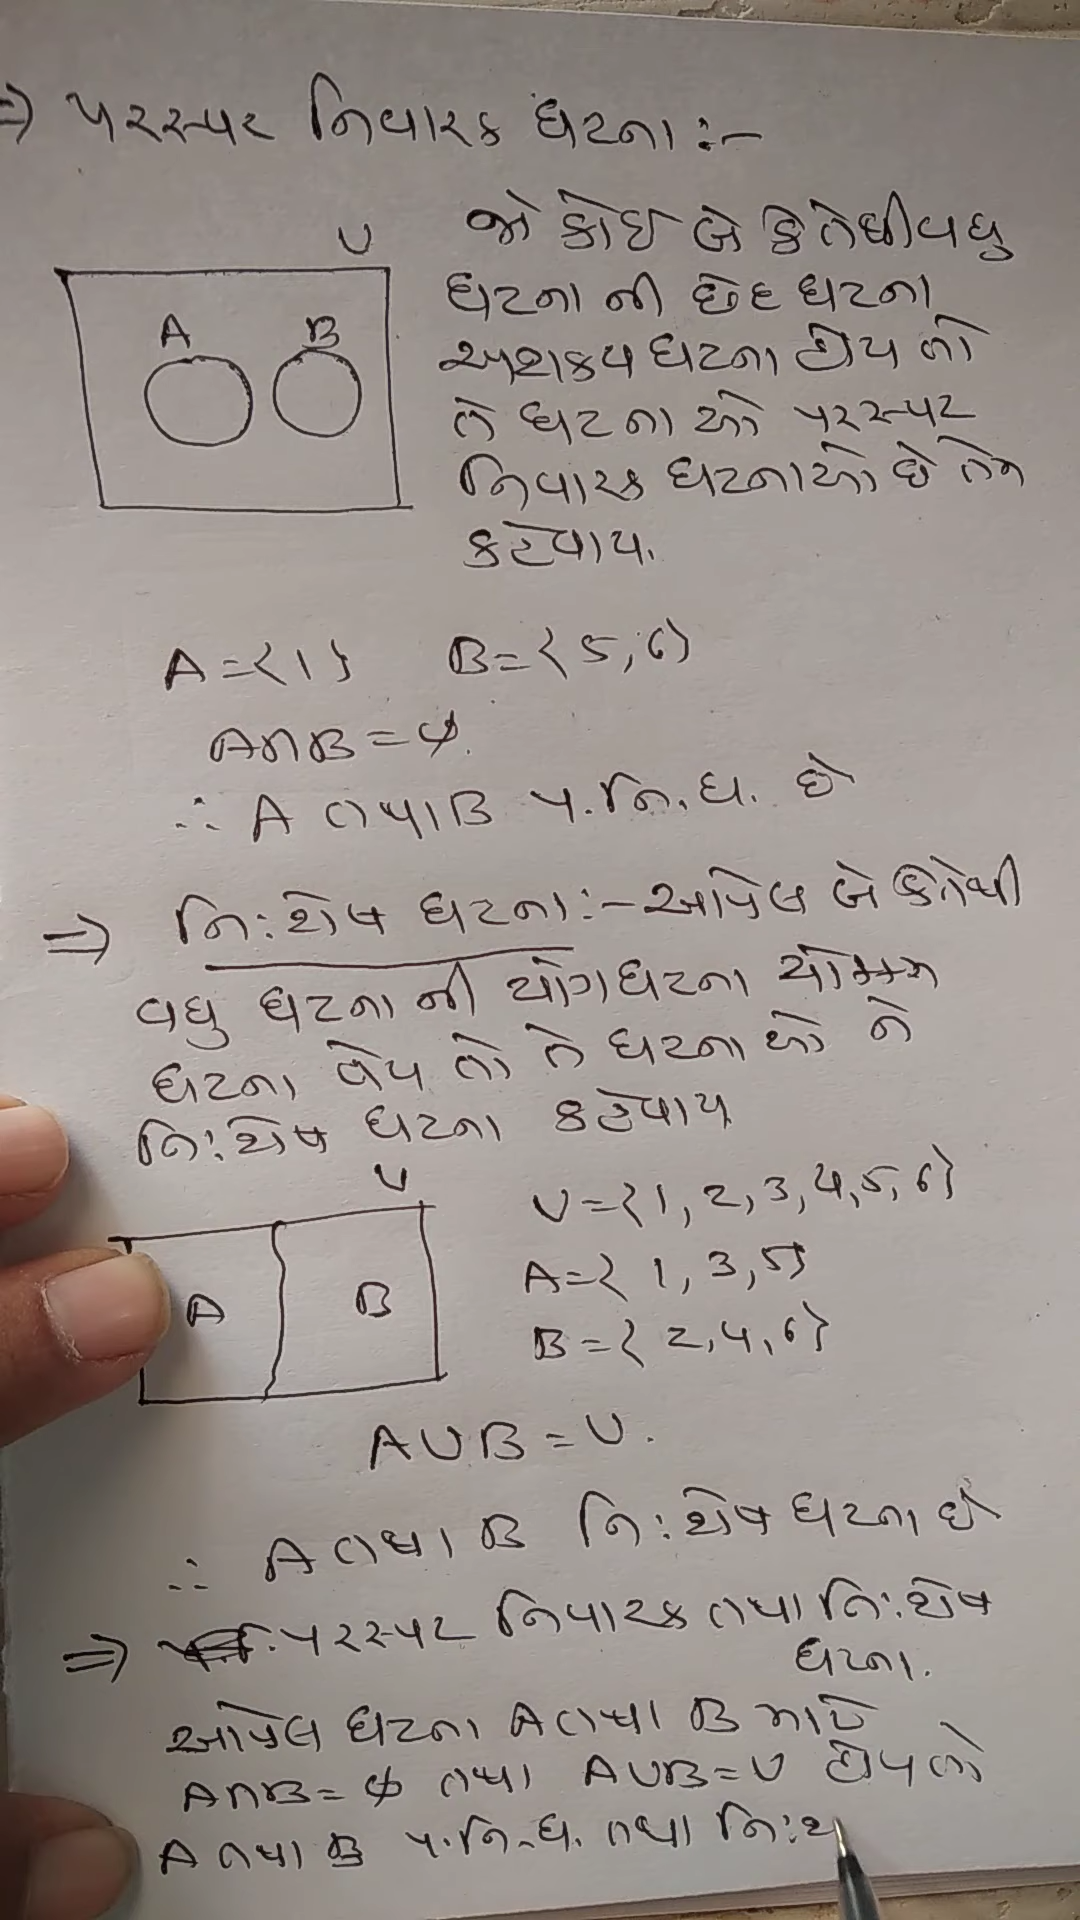 ⇒ પરસ્પર નિવારક ઘટના :-
U
A B
જો કોઈ બે કે તેથી વધુ
ઘટના ની છેદ ઘટના
અશક્ય ઘટના હોય તો
તે ઘટના ઓ પરસ્પર
નિવારક ઘટનાઓ છે તેમ
કહેવાય.
A={1} B={5,6}
A∩B=ϕ.
∴ A તથા B પ.નિ.ઘ. છે
⇒ નિ:શેષ ઘટના :- આપેલ બે કે તેથી
વધુ ઘટના ની યોગ ઘટના
ઘટના હોય તો તે ઘટના ઓ ને
નિ:શેષ ઘટના કહેવાય
U
A B
U={1, 2, 3, 4, 5, 6}
A={ 1, 3, 5}
B={ 2, 4, 6}
A∪B=U.
∴ A તથા B નિ:શેષ ઘટના છે
⇒ પરસ્પર નિવારક તથા નિ:શેષ
ઘટના.
આપેલ ઘટના A તથા B માટે
A∩B=ϕ તથા A∪B=U હોય તો
A તથા B પ.નિ.ઘ. તથા નિ:શ